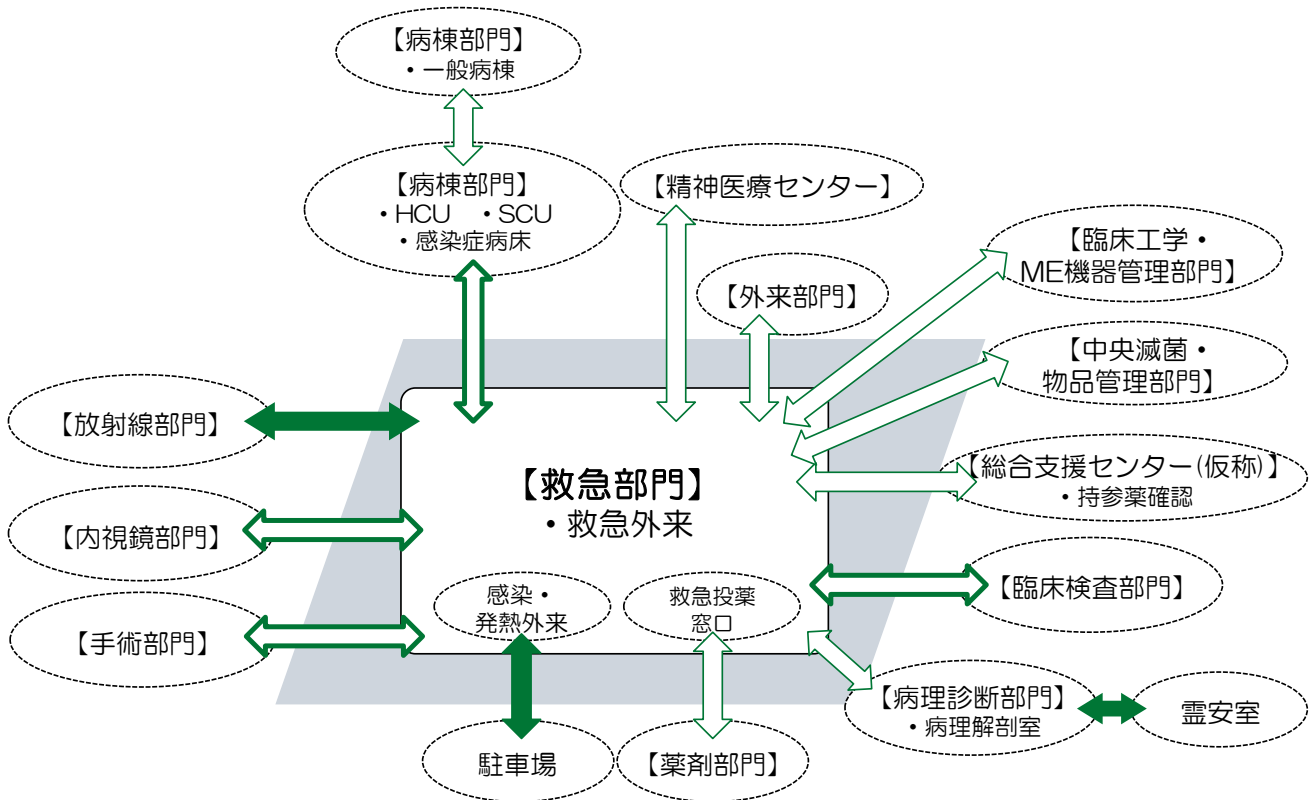 【病棟部門】
・一般病棟
【病棟部門】
・HCU ・SCU
・感染症病床
【精神医療センター】
【外来部門】
【臨床工学・
ME機器管理部門】
【中央滅菌・
物品管理部門】
【放射線部門】
【総合支援センター(仮称)】
・持参薬確認
【救急部門】
・救急外来
【内視鏡部門】
【臨床検査部門】
感染・
発熱外来
救急投薬
窓口
【手術部門】
【病理診断部門】
・病理解剖室
霊安室
駐車場
【薬剤部門】